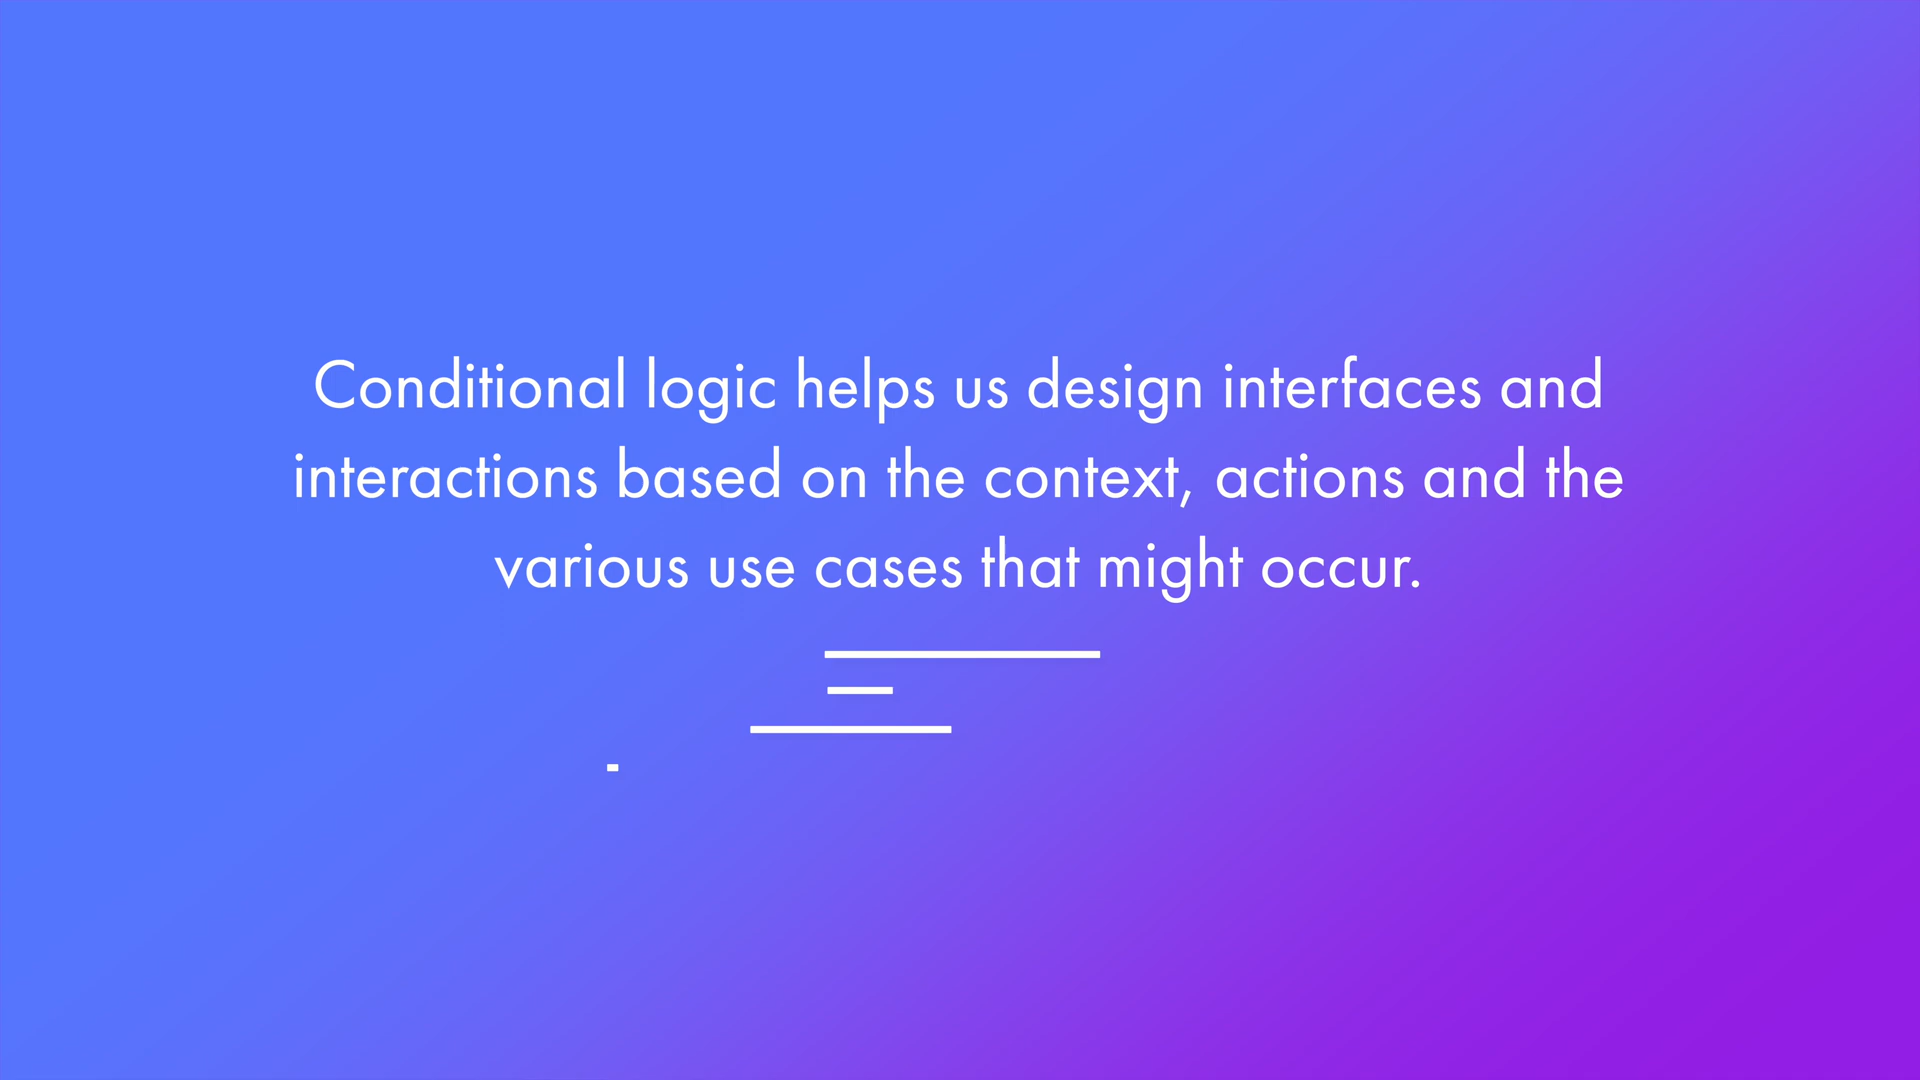 Conditional logic helps us design interfaces and
interactions based on the context, actions and the
various use cases that might occur.